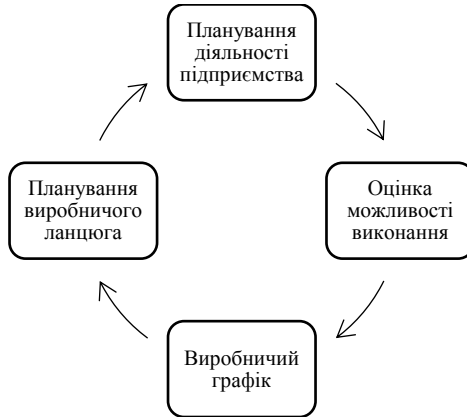 Планування
діяльності
підприємства
Оцінка
можливості
виконання
Виробничий
графік
Планування
виробничого
ланцюга